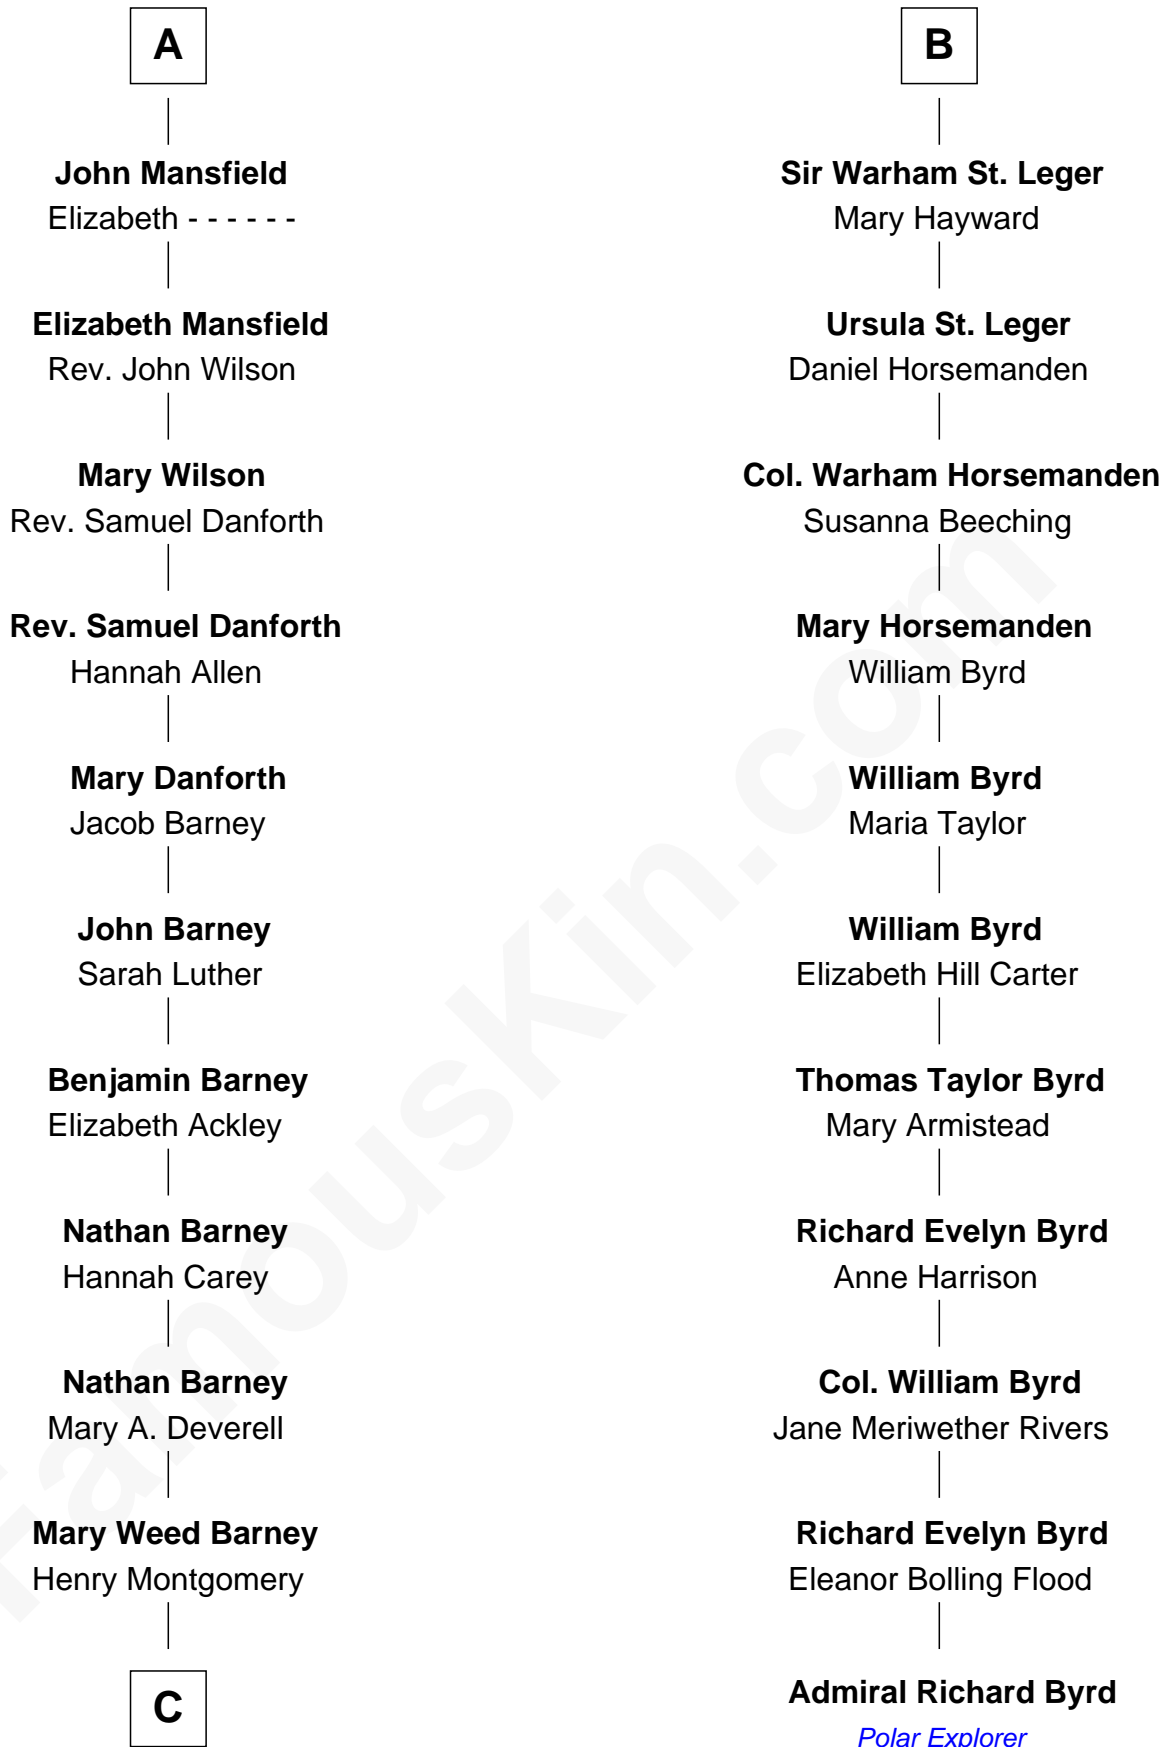 A
John Mansfield
Elizabeth - - - - - -
Elizabeth Mansfield
Rev. John Wilson
Mary Wilson
Rev. Samuel Danforth
Rev. Samuel Danforth
Hannah Allen
Mary Danforth
Jacob Barney
John Barney
Sarah Luther
Benjamin Barney
Elizabeth Ackley
Nathan Barney
Hannah Carey
Nathan Barney
Mary A. Deverell
Mary Weed Barney
Henry Montgomery
C
B
Sir Warham St. Leger
Mary Hayward
Ursula St. Leger
Daniel Horsemanden
Col. Warham Horsemanden
Susanna Beeching
Mary Horsemanden
William Byrd
William Byrd
Maria Taylor
William Byrd
Elizabeth Hill Carter
Thomas Taylor Byrd
Mary Armistead
Richard Evelyn Byrd
Anne Harrison
Col. William Byrd
Jane Meriwether Rivers
Richard Evelyn Byrd
Eleanor Bolling Flood
Admiral Richard Byrd
Polar Explorer
FamousKin.com